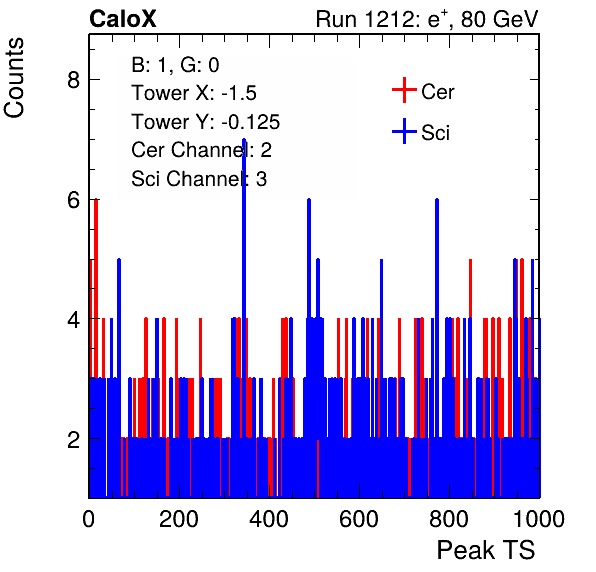 CaloX Run 1212: e+, 80 GeV
Counts
8
6
4
2
B: 1, G: 0
Tower X: -1.5
Tower Y: -0.125
Cer Channel: 2
Sci Channel: 3
Cer
Sci
0 200 400 600 800 1000
Peak TS